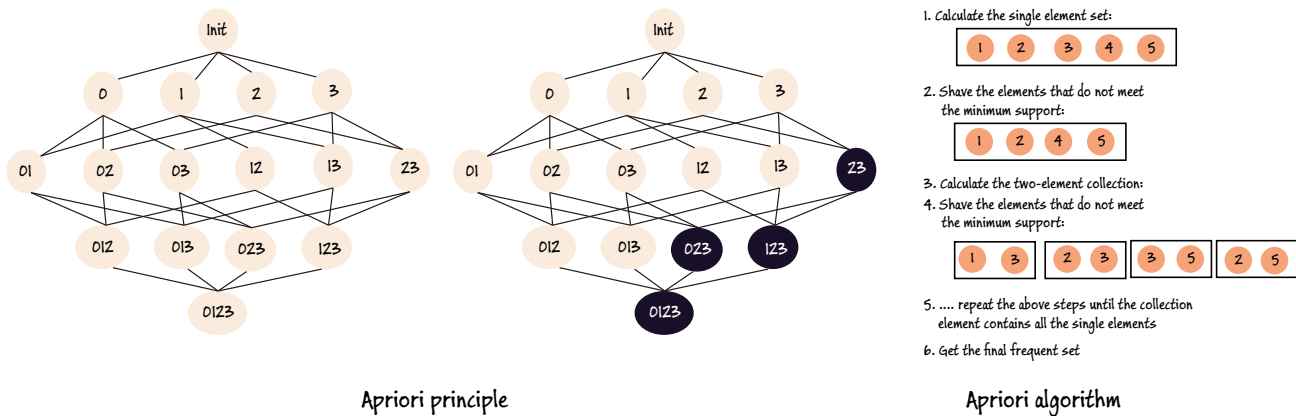 Init
0 1 2 3
01 02 03 12 13 23
012 013 023 123
0123
Init
0 1 2 3
01 02 03 12 13 23
012 013 023 123
0123
Apriori principle
1. Calculate the single element set:
1 2 3 4 5
2. Shave the elements that do not meet
the minimum support:
1 2 4 5
3. Calculate the two-element collection:
4. Shave the elements that do not meet
the minimum support:
1 3 2 3 3 5 2 5
5. .... repeat the above steps until the collection
element contains all the single elements
6. Get the final frequent set
Apriori algorithm